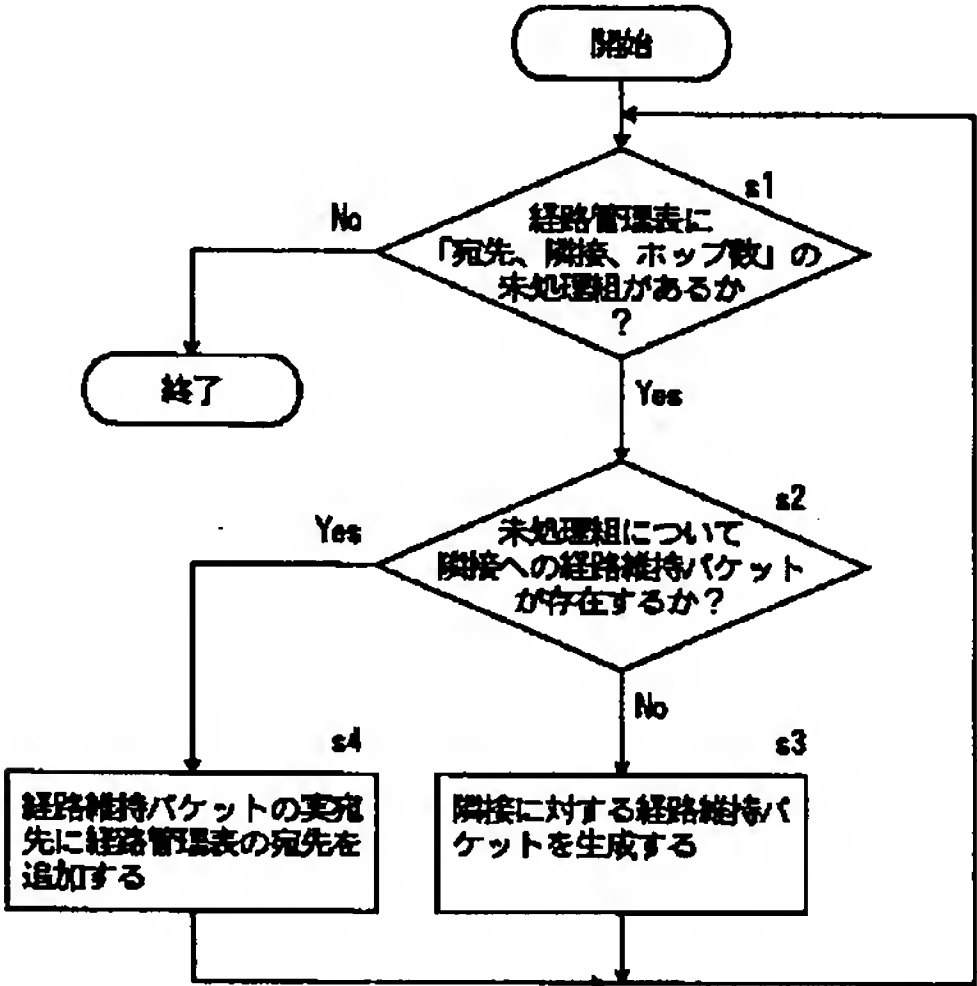 開始
s1
No
経路管理表に
「宛先、隣接、ホップ数」の
未処理組があるか
?
終了
Yes
s2
Yes
未処理組について
隣接への経路維持パケット
が存在するか?
No
s4
s3
経路維持パケットの実宛
先に経路管理表の宛先を
追加する
隣接に対する経路維持パ
ケットを生成する